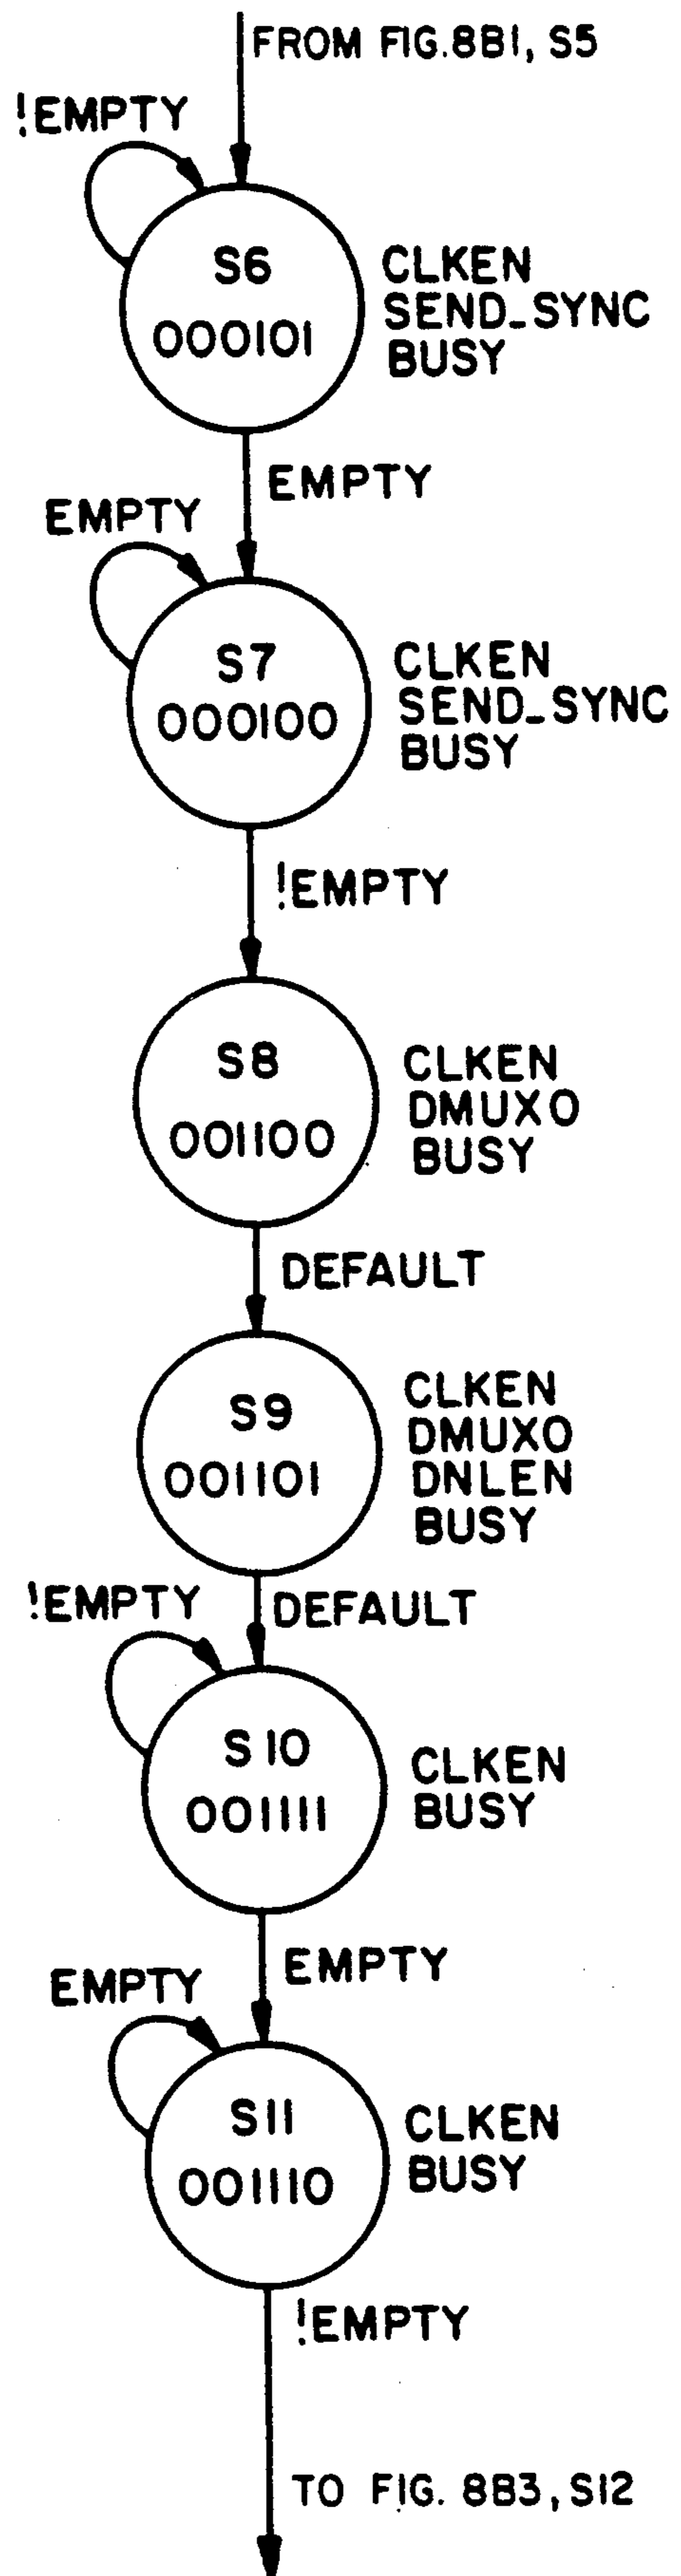 FROM FIG.8B1, S5
!EMPTY
S6
000101
CLKEN
SEND_SYNC
BUSY
EMPTY
EMPTY
S7
000100
CLKEN
SEND_SYNC
BUSY
!EMPTY
S8
001100
CLKEN
DMUX0
BUSY
DEFAULT
S9
001101
CLKEN
DMUX0
DNLEN
BUSY
!EMPTY
DEFAULT
S10
001111
CLKEN
BUSY
EMPTY
EMPTY
S11
001110
CLKEN
BUSY
!EMPTY
TO FIG. 8B3, S12